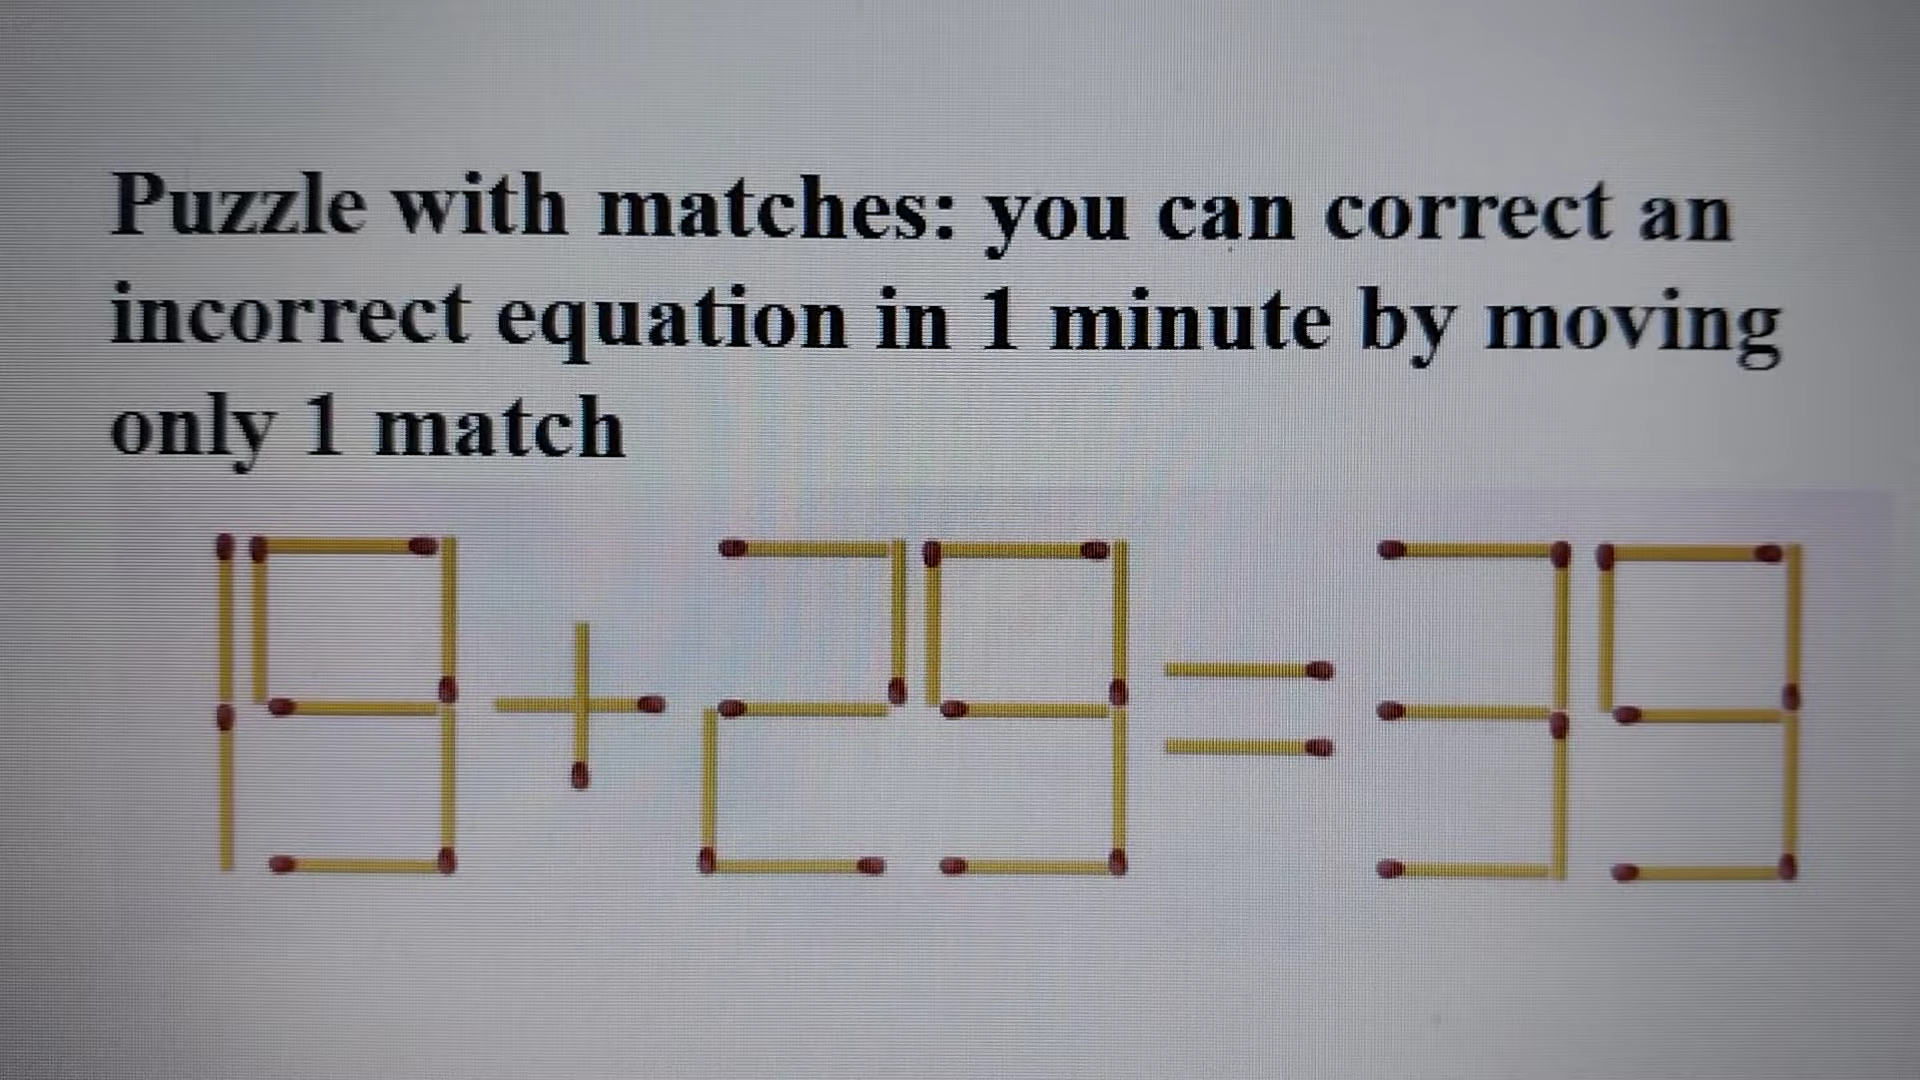 Puzzle with matches: you can correct an
incorrect equation in 1 minute by moving
only 1 match
19+29=39